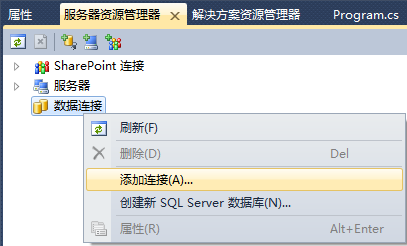 属性 服务器资源管理器 解决方案资源管理器 Program.cs
SharePoint 连接
服务器
数据连接
刷新(F)
删除(D) Del
添加连接(A)...
创建新 SQL Server 数据库(N)...
属性(R) Alt+Enter